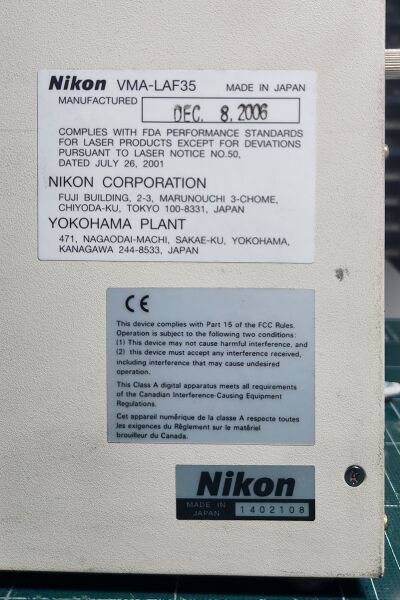 Nikon VMA-LAF35 MADE IN JAPAN
MANUFACTURED DEC. 8.2006
COMPLIES WITH FDA PERFORMANCE STANDARDS
FOR LASER PRODUCTS EXCEPT FOR DEVIATIONS
PURSUANT TO LASER NOTICE NO.50,
DATED JULY 26, 2001
NIKON CORPORATION
FUJI BUILDING, 2-3, MARUNOUCHI 3-CHOME,
CHIYODA-KU, TOKYO 100-8331, JAPAN
YOKOHAMA PLANT
471, NAGAODAI-MACHI, SAKAE-KU, YOKOHAMA,
KANAGAWA 244-8533, JAPAN
CE
This device complies with Part 15 of the FCC Rules.
Operation is subject to the following two conditions:
(1) This device may not cause harmful interference, and
(2) this device must accept any interference received,
including interference that may cause undesired
operation.
This Class A digital apparatus meets all requirements
of the Canadian Interference-Causing Equipment
Regulations.
Cet appareil numérique de la classe A respecte toutes
les exigences du Règlement sur le matériel
brouilleur du Canada.
Nikon
MADE IN
JAPAN
1402108